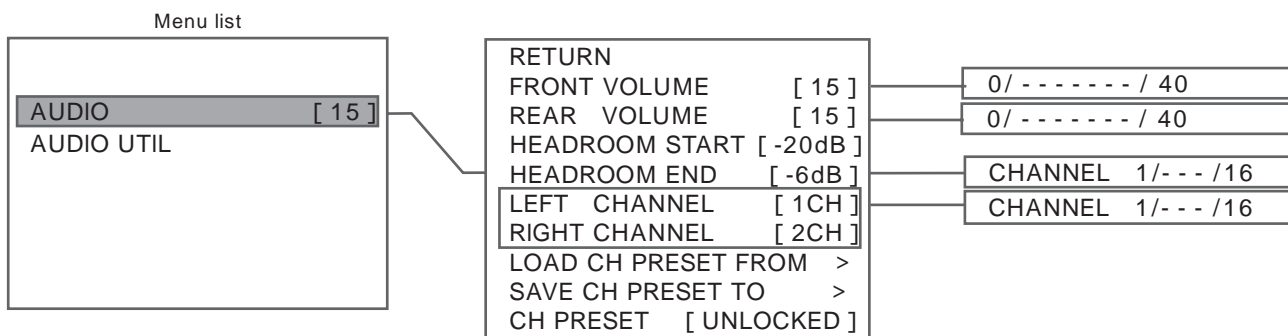 Menu list
AUDIO [ 15 ]
AUDIO UTIL
RETURN
FRONT VOLUME [ 15 ]
REAR VOLUME [ 15 ]
HEADROOM START [ -20dB ]
HEADROOM END [ -6dB ]
LEFT CHANNEL [ 1CH ]
RIGHT CHANNEL [ 2CH ]
LOAD CH PRESET FROM >
SAVE CH PRESET TO >
CH PRESET [ UNLOCKED ]
0/ - - - - - - - / 40
0/ - - - - - - - / 40
CHANNEL 1/- - - /16
CHANNEL 1/- - - /16